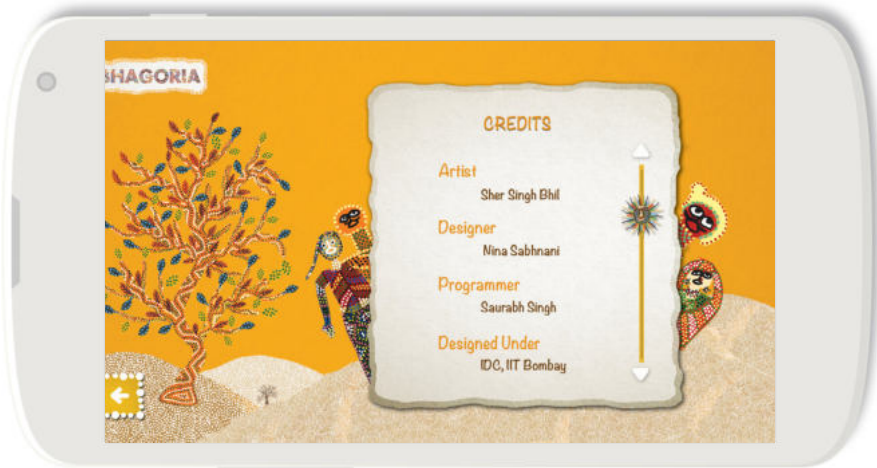 BHAGORIA
CREDITS
Artist
Sher Singh Bhil
Designer
Nina Sabhnani
Programmer
Saurabh Singh
Designed Under
IDC, IIT Bombay